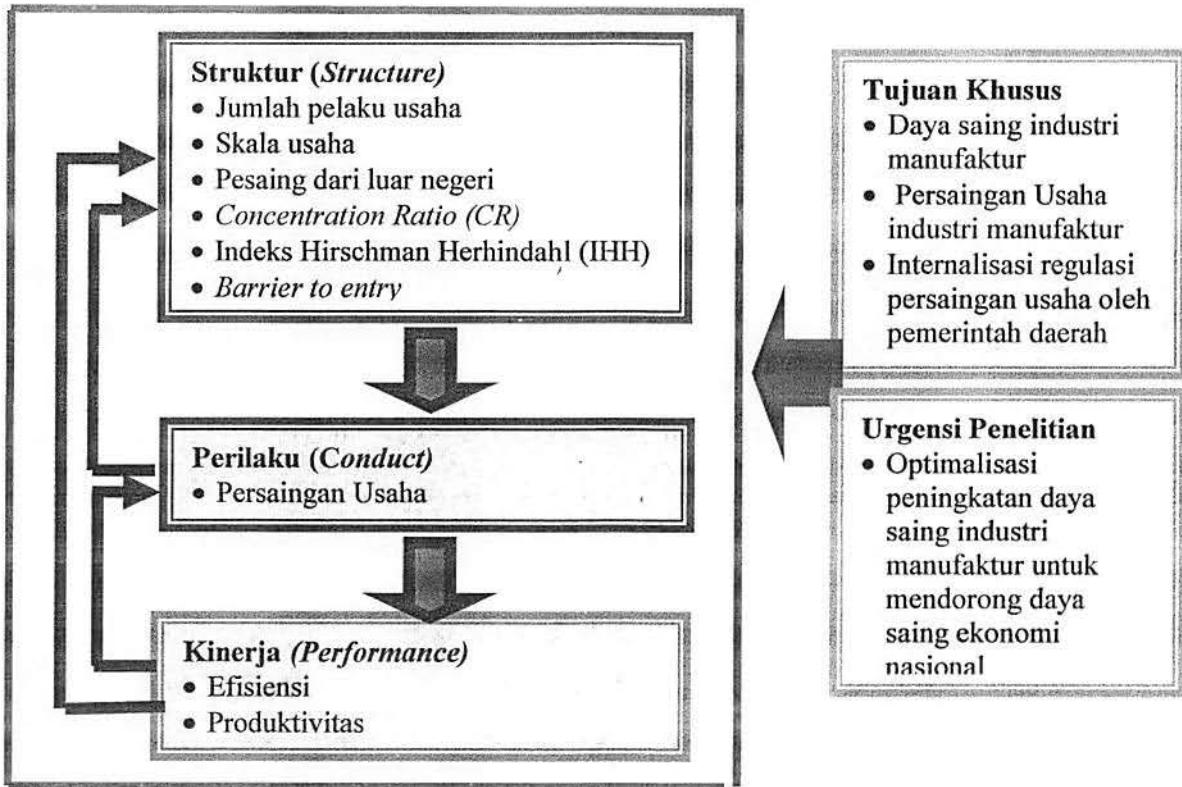 Struktur (Structure)
• Jumlah pelaku usaha
• Skala usaha
• Pesaing dari luar negeri
• Concentration Ratio (CR)
• Indeks Hirschman Herhindahl (IHH)
• Barrier to entry
Perilaku (Conduct)
• Persaingan Usaha
Kinerja (Performance)
• Efisiensi
• Produktivitas
Tujuan Khusus
• Daya saing industri
manufaktur
• Persaingan Usaha
industri manufaktur
• Internalisasi regulasi
persaingan usaha oleh
pemerintah daerah
Urgensi Penelitian
• Optimalisasi
peningkatan daya
saing industri
manufaktur untuk
mendorong daya
saing ekonomi
nasional